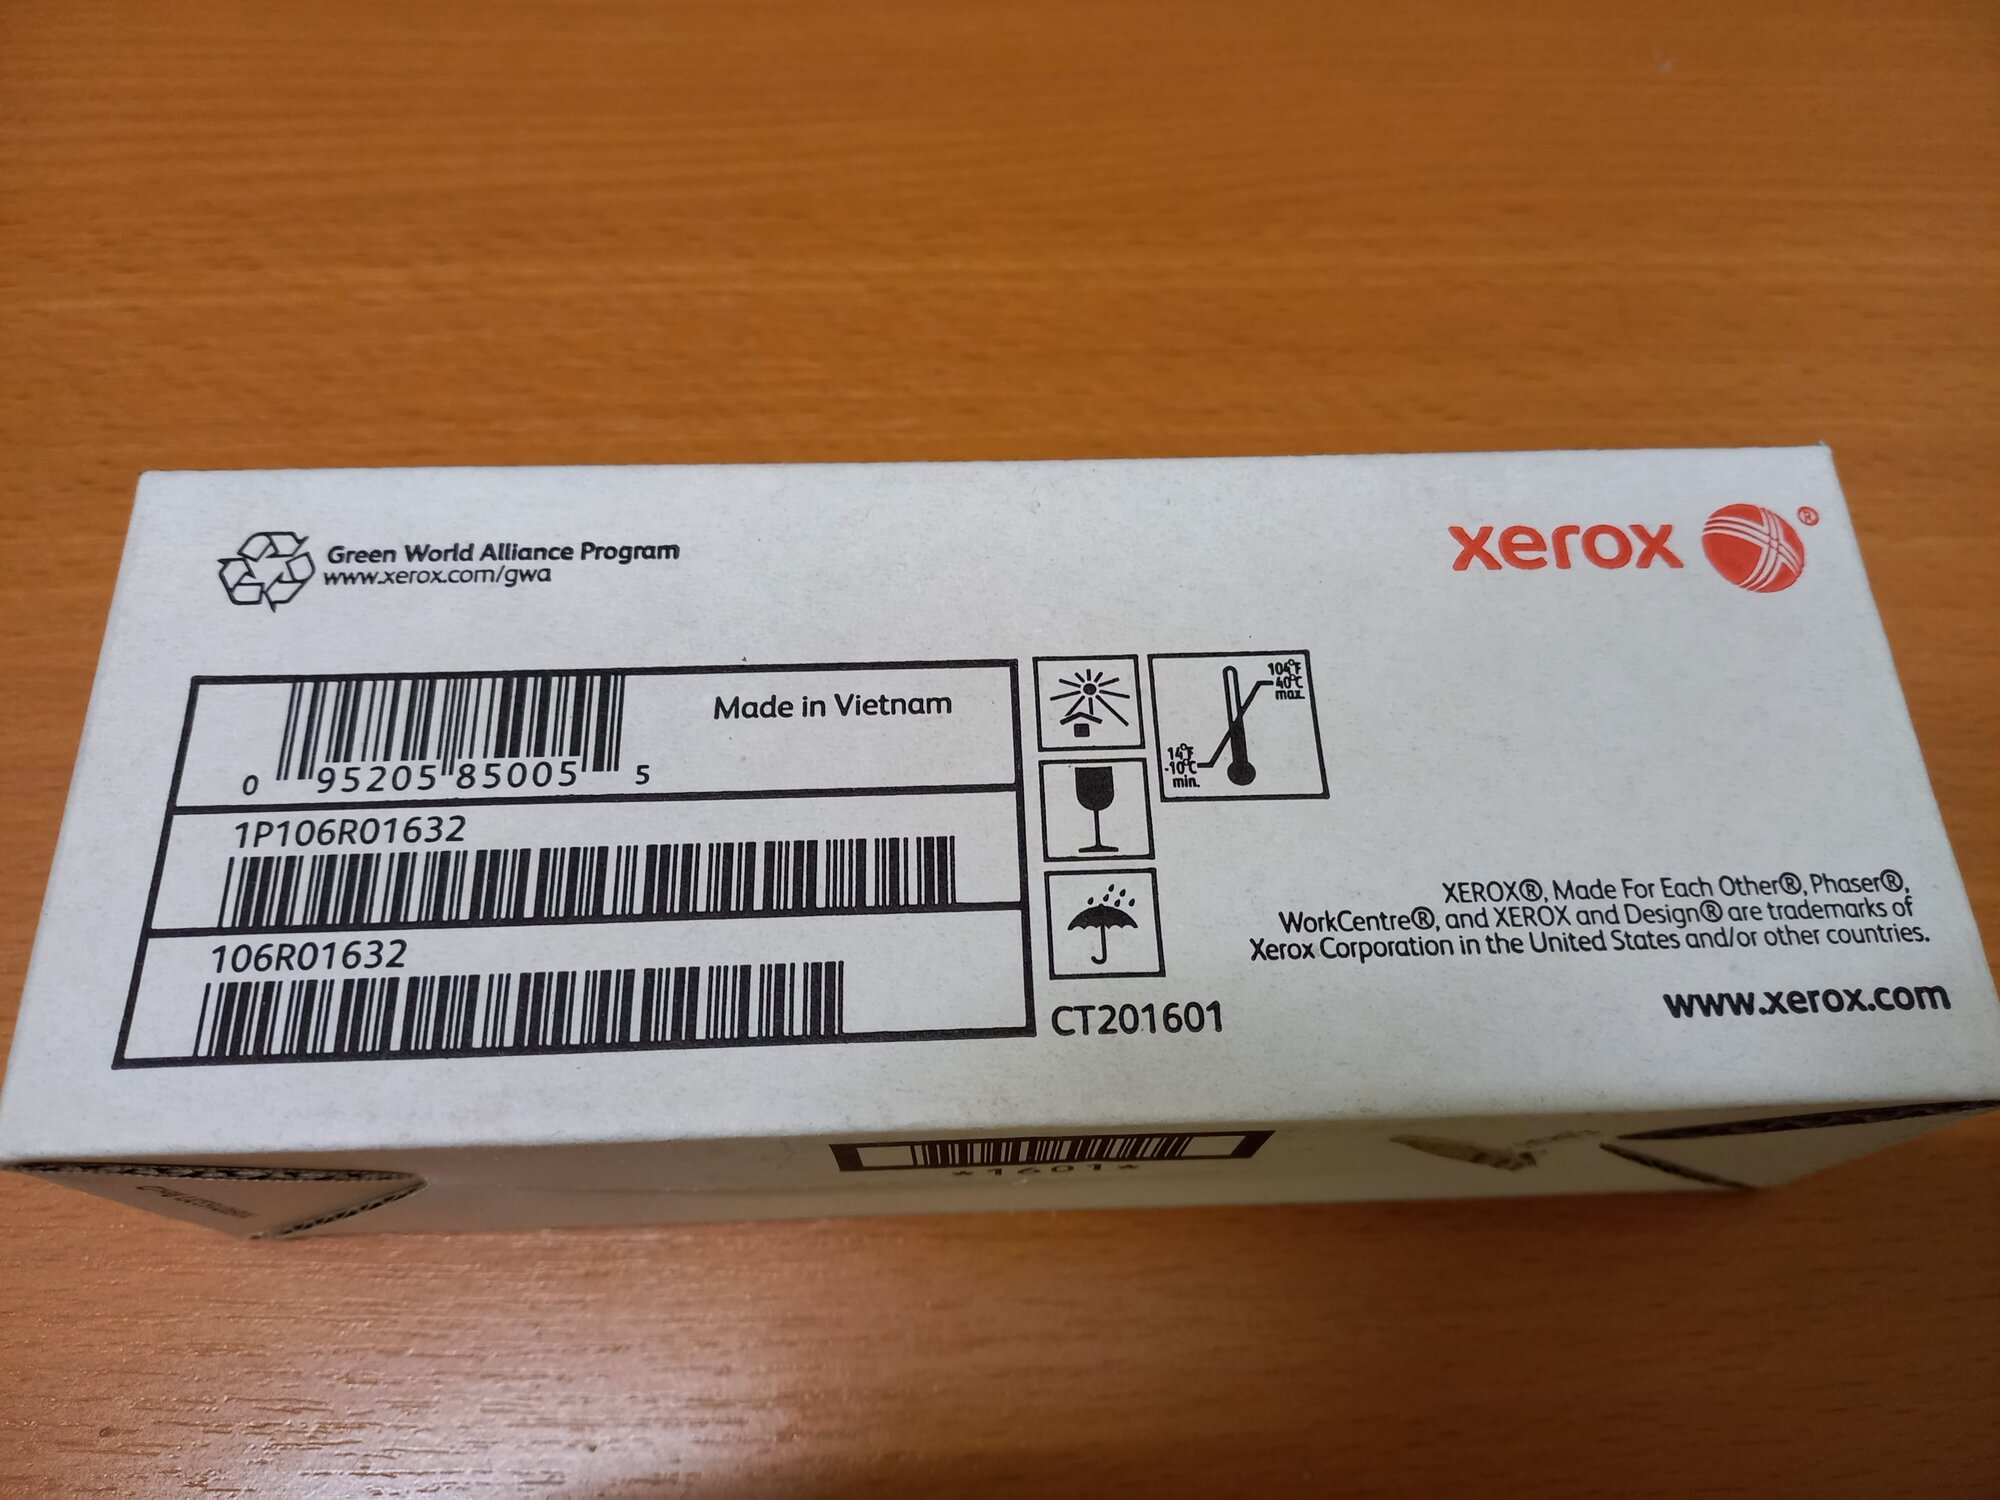 Green World Alliance Program
www.xerox.com/gwa
xerox ®
Made in Vietnam
0 95205 85005 5
1P106R01632
106R01632
104°F
40°C
max.
14°F
-10°C
min.
CT201601
XEROX®, Made For Each Other®, Phaser®,
WorkCentre®, and XEROX and Design® are trademarks of
Xerox Corporation in the United States and/or other countries.
www.xerox.com
*1601*